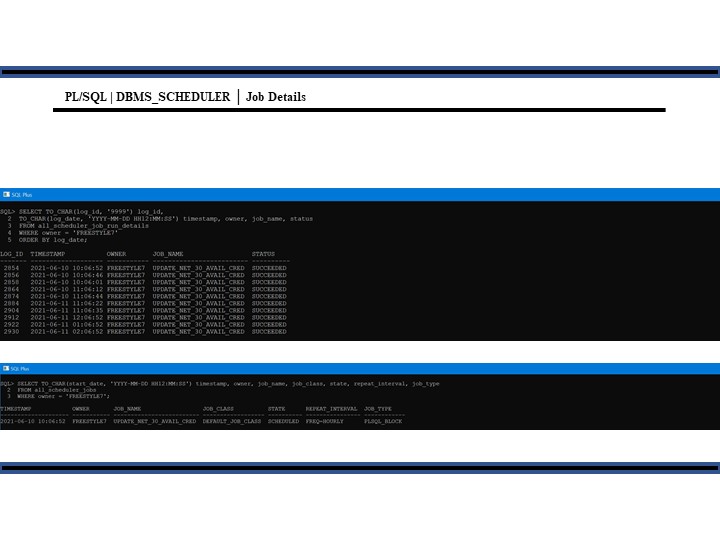 PL/SQL | DBMS_SCHEDULER | Job Details
SQL Plus
SQL> SELECT TO_CHAR(log_id, '9999') log_id,
2 TO_CHAR(log_date, 'YYYY-MM-DD HH12:MM:SS') timestamp, owner, job_name, status
3 FROM all_scheduler_job_run_details
4 WHERE owner = 'FREESTYLE7'
5 ORDER BY log_date;
LOG_ID TIMESTAMP OWNER JOB_NAME STATUS
------- ------------------- ----------- ------------------------- ----------
2854 2021-06-10 10:06:52 FREESTYLE7 UPDATE_NET_30_AVAIL_CRED SUCCEEDED
2856 2021-06-10 10:06:46 FREESTYLE7 UPDATE_NET_30_AVAIL_CRED SUCCEEDED
2858 2021-06-10 10:06:01 FREESTYLE7 UPDATE_NET_30_AVAIL_CRED SUCCEEDED
2864 2021-06-10 11:06:12 FREESTYLE7 UPDATE_NET_30_AVAIL_CRED SUCCEEDED
2874 2021-06-10 11:06:44 FREESTYLE7 UPDATE_NET_30_AVAIL_CRED SUCCEEDED
2884 2021-06-11 11:06:22 FREESTYLE7 UPDATE_NET_30_AVAIL_CRED SUCCEEDED
2904 2021-06-11 11:06:35 FREESTYLE7 UPDATE_NET_30_AVAIL_CRED SUCCEEDED
2912 2021-06-11 12:06:52 FREESTYLE7 UPDATE_NET_30_AVAIL_CRED SUCCEEDED
2922 2021-06-11 01:06:52 FREESTYLE7 UPDATE_NET_30_AVAIL_CRED SUCCEEDED
2930 2021-06-11 02:06:52 FREESTYLE7 UPDATE_NET_30_AVAIL_CRED SUCCEEDED
SQL Plus
SQL> SELECT TO_CHAR(start_date, 'YYYY-MM-DD HH12:MM:SS') timestamp, owner, job_name, job_class, state, repeat_interval, job_type
2 FROM all_scheduler_jobs
3 WHERE owner = 'FREESTYLE7';
TIMESTAMP OWNER JOB_NAME JOB_CLASS STATE REPEAT_INTERVAL JOB_TYPE
------------------- ---------- ------------------------ ----------------- --------- --------------- ------------
2021-06-10 10:06:52 FREESTYLE7 UPDATE_NET_30_AVAIL_CRED DEFAULT_JOB_CLASS SCHEDULED FREQ=HOURLY PLSQL_BLOCK